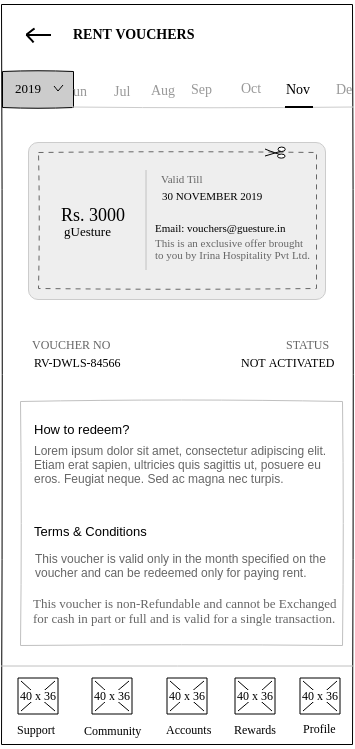 RENT VOUCHERS
2019 un Jul Aug Sep Oct Nov De
Valid Till
30 NOVEMBER 2019
Rs. 3000
gUesture
Email: vouchers@guesture.in
This is an exclusive offer brought
to you by Irina Hospitality Pvt Ltd.
VOUCHER NO STATUS
RV-DWLS-84566 NOT ACTIVATED
How to redeem?
Lorem ipsum dolor sit amet, consectetur adipiscing elit.
Etiam erat sapien, ultricies quis sagittis ut, posuere eu
eros. Feugiat neque. Sed ac magna nec turpis.
Terms & Conditions
This voucher is valid only in the month specified on the
voucher and can be redeemed only for paying rent.
This voucher is non-Refundable and cannot be Exchanged
for cash in part or full and is valid for a single transaction.
40 x 36 40 x 36 40 x 36 40 x 36 40 x 36
Support Community Accounts Rewards Profile